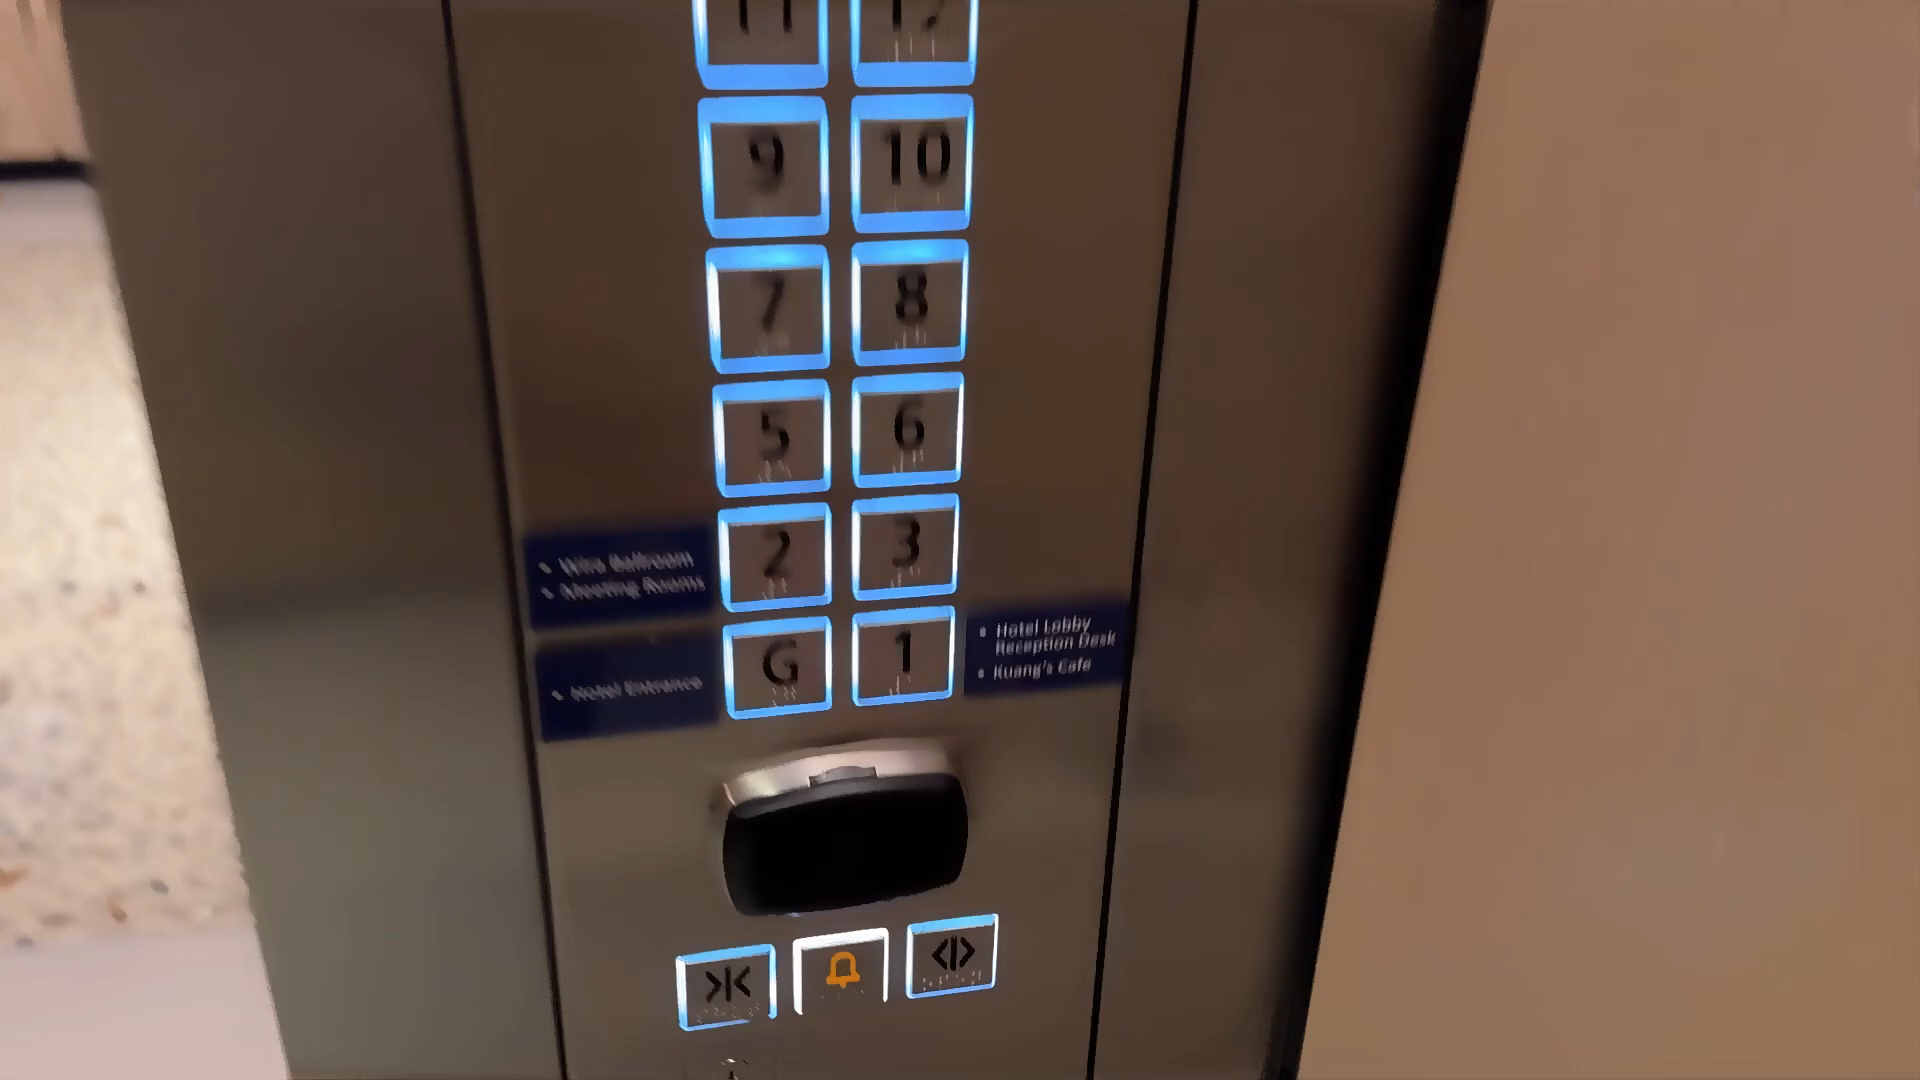 11 12
9 10
7 8
5 6
2 3
Ballroom
Meeting Rooms
G 1
Hotel Entrance
Hotel Lobby
Reception Desk
Kuang's Cafe
>|< <|>